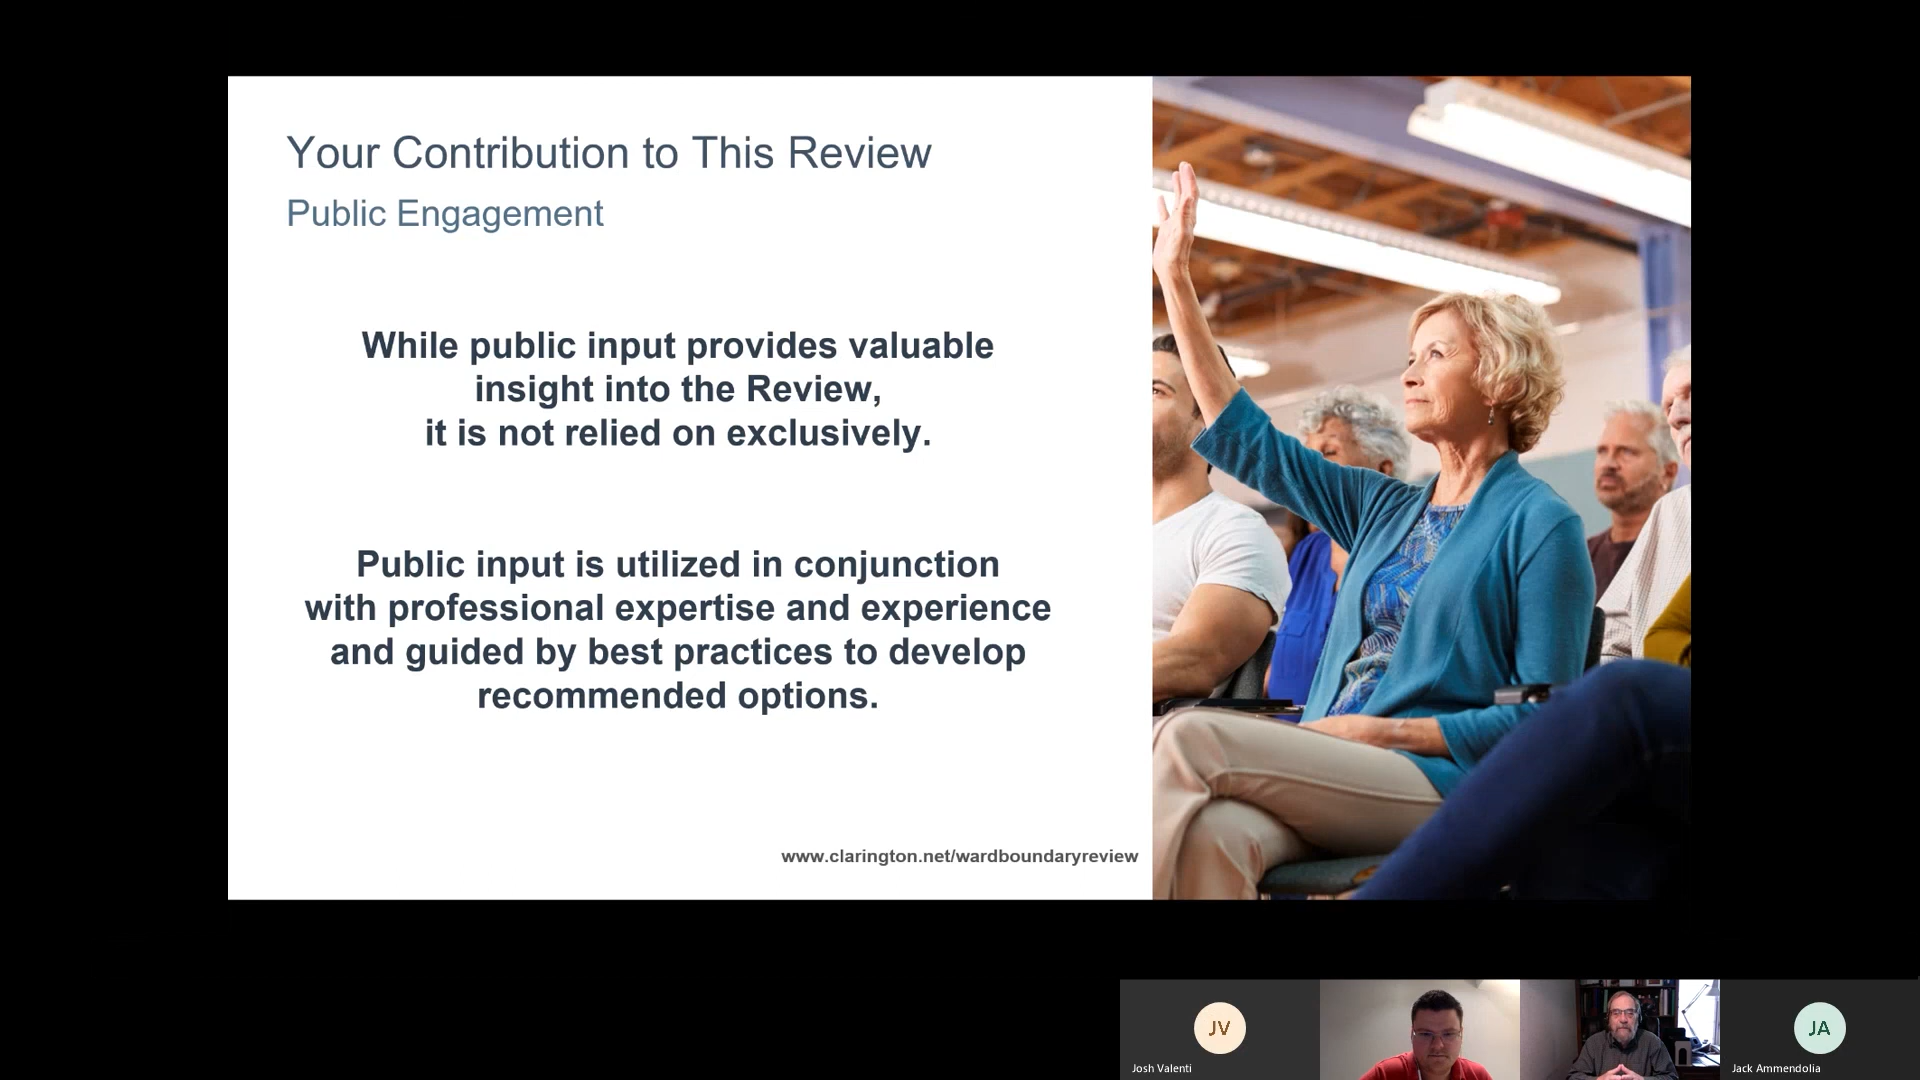 Your Contribution to This Review
Public Engagement
While public input provides valuable
insight into the Review,
it is not relied on exclusively.
Public input is utilized in conjunction
with professional expertise and experience
and guided by best practices to develop
recommended options.
www.clarington.net/wardboundaryreview
JV
Josh Valenti
JA
Jack Ammendolia